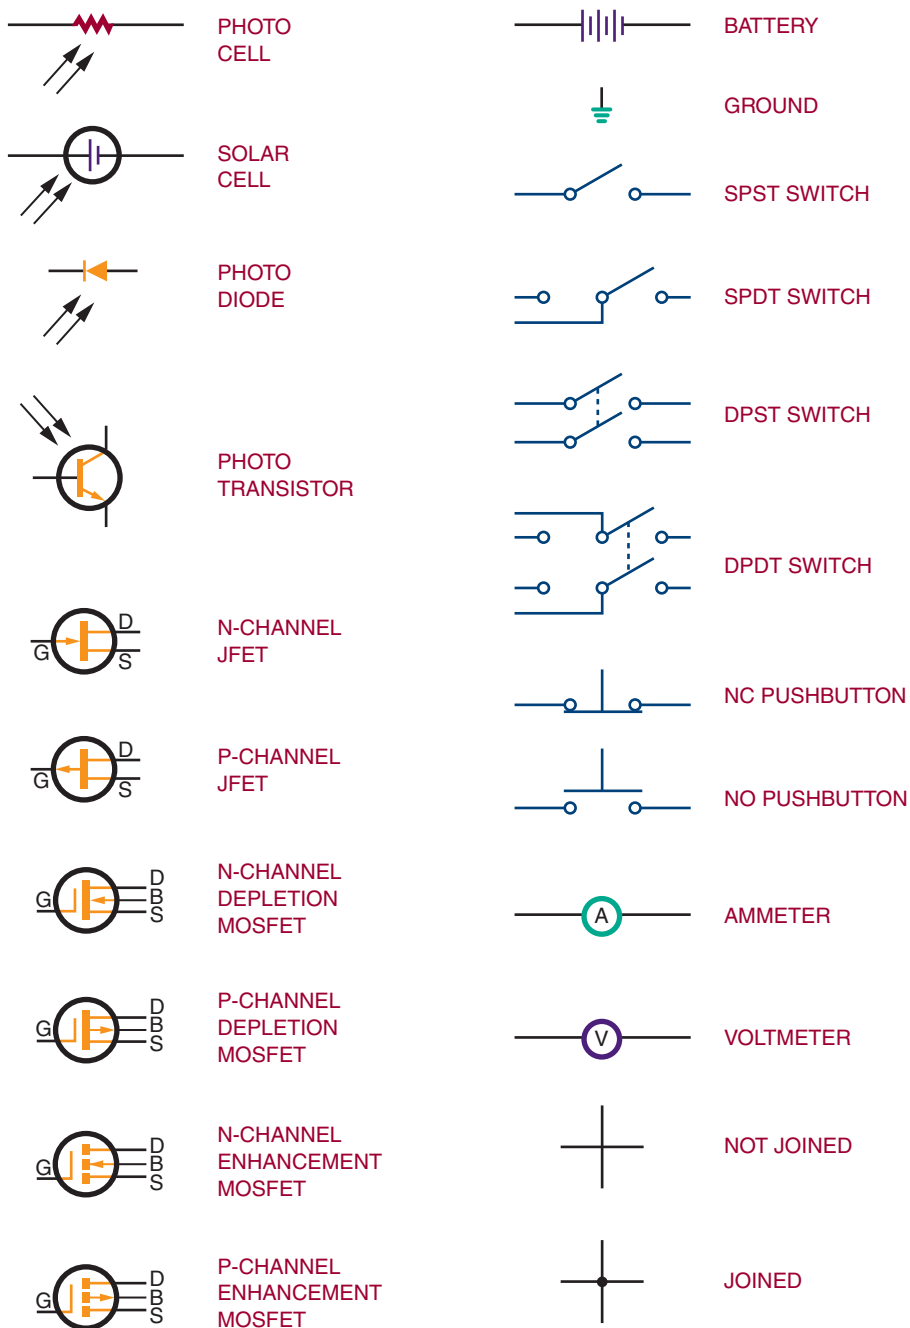 PHOTO
CELL
SOLAR
CELL
PHOTO
DIODE
PHOTO
TRANSISTOR
D
G
S
N-CHANNEL
JFET
D
G
S
P-CHANNEL
JFET
D
G
B
S
N-CHANNEL
DEPLETION
MOSFET
D
G
B
S
P-CHANNEL
DEPLETION
MOSFET
D
G
B
S
N-CHANNEL
ENHANCEMENT
MOSFET
D
G
B
S
P-CHANNEL
ENHANCEMENT
MOSFET
BATTERY
GROUND
SPST SWITCH
SPDT SWITCH
DPST SWITCH
DPDT SWITCH
NC PUSHBUTTON
NO PUSHBUTTON
A
AMMETER
V
VOLTMETER
NOT JOINED
JOINED